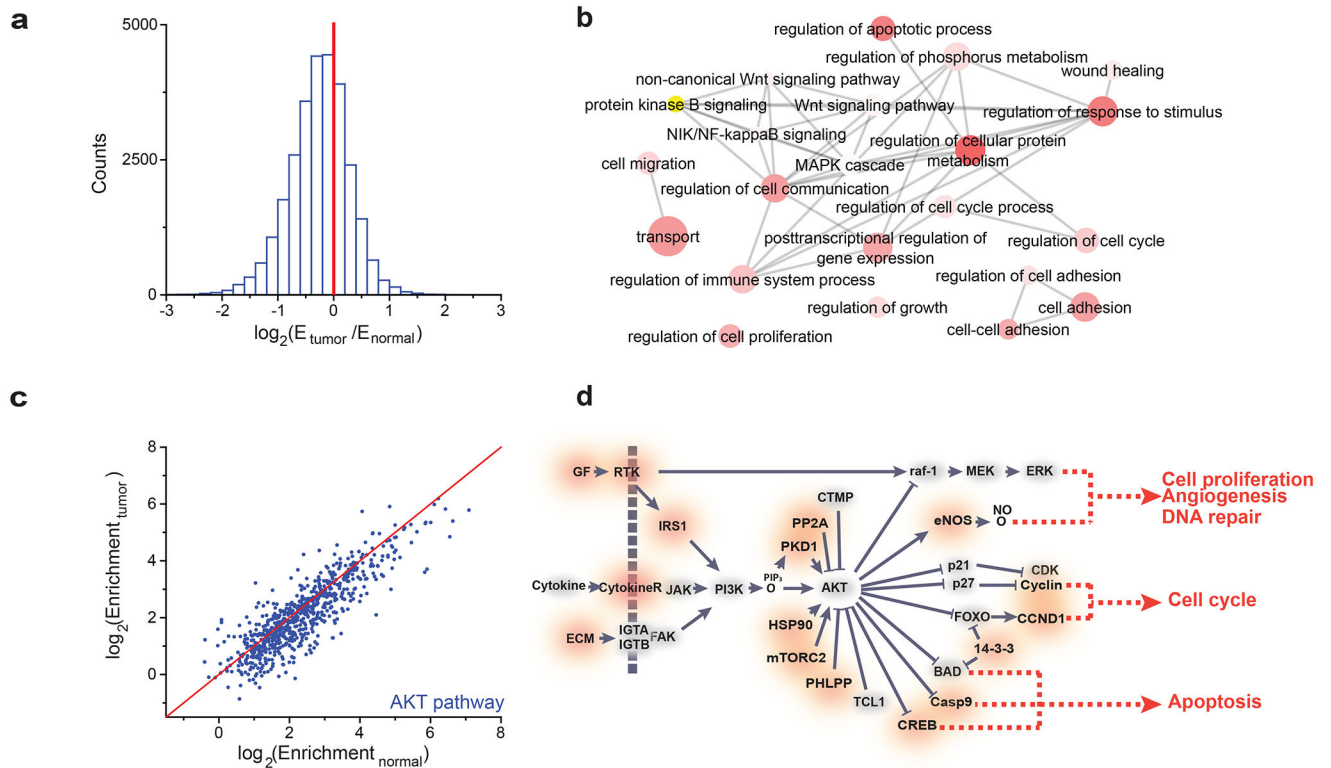 a
5000
2500
0
Counts
-3
-2
-1
0
1
2
3
log2(E tumor /Enormal)
b
regulation of apoptotic process
regulation of phosphorus metabolism
wound healing
non-canonical Wnt signaling pathway
protein kinase B signaling
Wnt signaling pathway
regulation of response to stimulus
NIK/NF-kappaB signaling
regulation of cellular protein
metabolism
cell migration
MAPK cascade
regulation of cell communication
regulation of cell cycle process
transport
posttranscriptional regulation of
gene expression
regulation of cell cycle
regulation of immune system process
regulation of cell adhesion
regulation of growth
cell adhesion
regulation of cell proliferation
cell-cell adhesion
c
8
6
4
2
0
log2(Enrichment tumor)
0
2
4
6
8
AKT pathway
log2(Enrichment normal)
d
GF
RTK
raf-1
MEK
ERK
Cell proliferation
Angiogenesis
DNA repair
CTMP
IRS1
PP2A
PKD1
eNOS
NO
O
Cytokine
CytokineR
JAK
PI3K
PIP3
O
AKT
p21
p27
CDK
Cyclin
Cell cycle
FOXO
CCND1
ECM
IGTA
IGTB
FAK
HSP90
mTORC2
14-3-3
PHLPP
BAD
TCL1
Casp9
CREB
Apoptosis